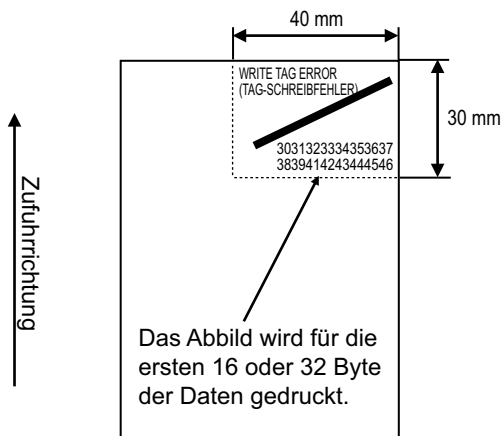 40 mm
WRITE TAG ERROR
(TAG-SCHREIBFEHLER)
30 mm
3031323334353637
3839414243444546
Zufuhrrichtung
Das Abbild wird für die
ersten 16 oder 32 Byte
der Daten gedruckt.